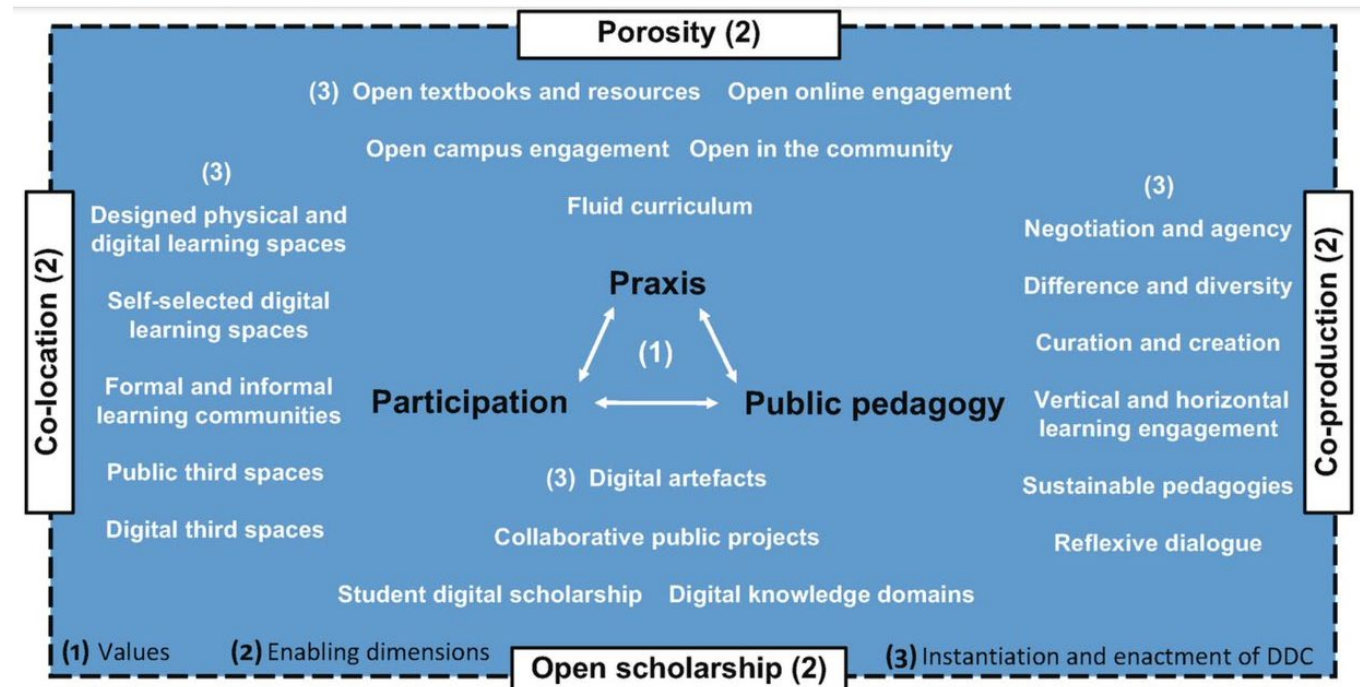 Porosity (2)
(3) Open textbooks and resources Open online engagement
Open campus engagement Open in the community
Fluid curriculum
Co-location (2)
(3)
Designed physical and
digital learning spaces
Self-selected digital
learning spaces
Formal and informal
learning communities
Public third spaces
Digital third spaces
Praxis
(1)
Participation
Public pedagogy
(3) Digital artefacts
Collaborative public projects
Student digital scholarship Digital knowledge domains
(3)
Negotiation and agency
Difference and diversity
Curation and creation
Vertical and horizontal
learning engagement
Sustainable pedagogies
Reflexive dialogue
Co-production (2)
(1) Values
(2) Enabling dimensions
Open scholarship (2)
(3) Instantiation and enactment of DDC